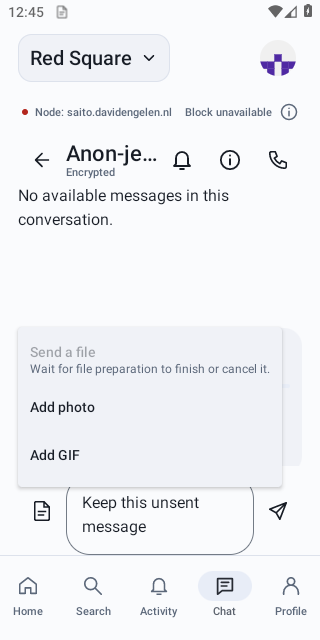 12:45
Red Square
Node: saito.davidengelen.nl Block unavailable
Anon-je...
Encrypted
No available messages in this
conversation.
Send a file
Wait for file preparation to finish or cancel it.
Add photo
Add GIF
Keep this unsent
message
Home Search Activity Chat Profile